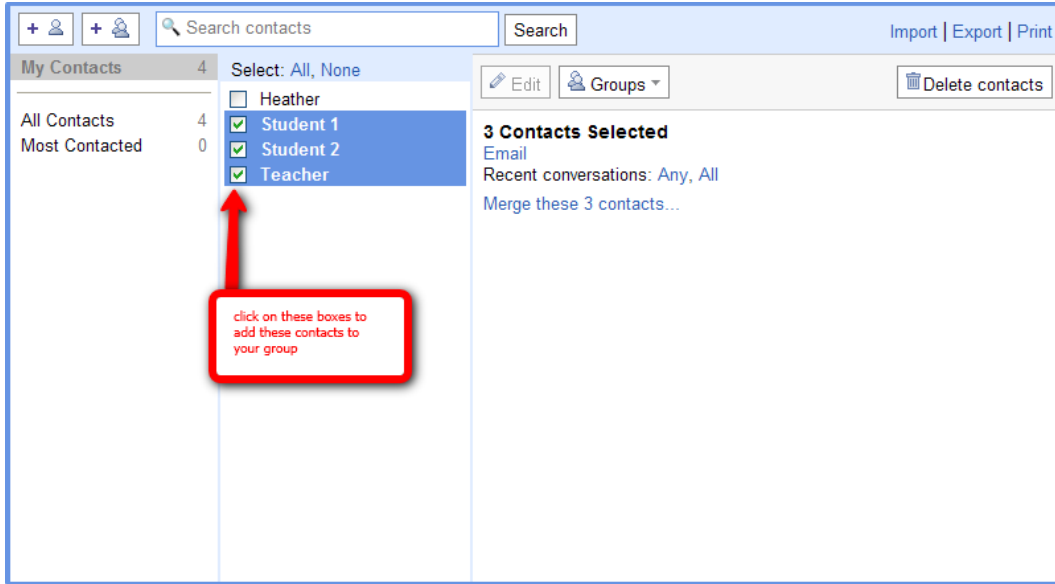 + +
Search contacts
Search
Import | Export | Print
My Contacts 4
All Contacts 4
Most Contacted 0
Select: All, None
Heather
Student 1
Student 2
Teacher
click on these boxes to
add these contacts to
your group
Edit
Groups
Delete contacts
3 Contacts Selected
Email
Recent conversations: Any, All
Merge these 3 contacts...